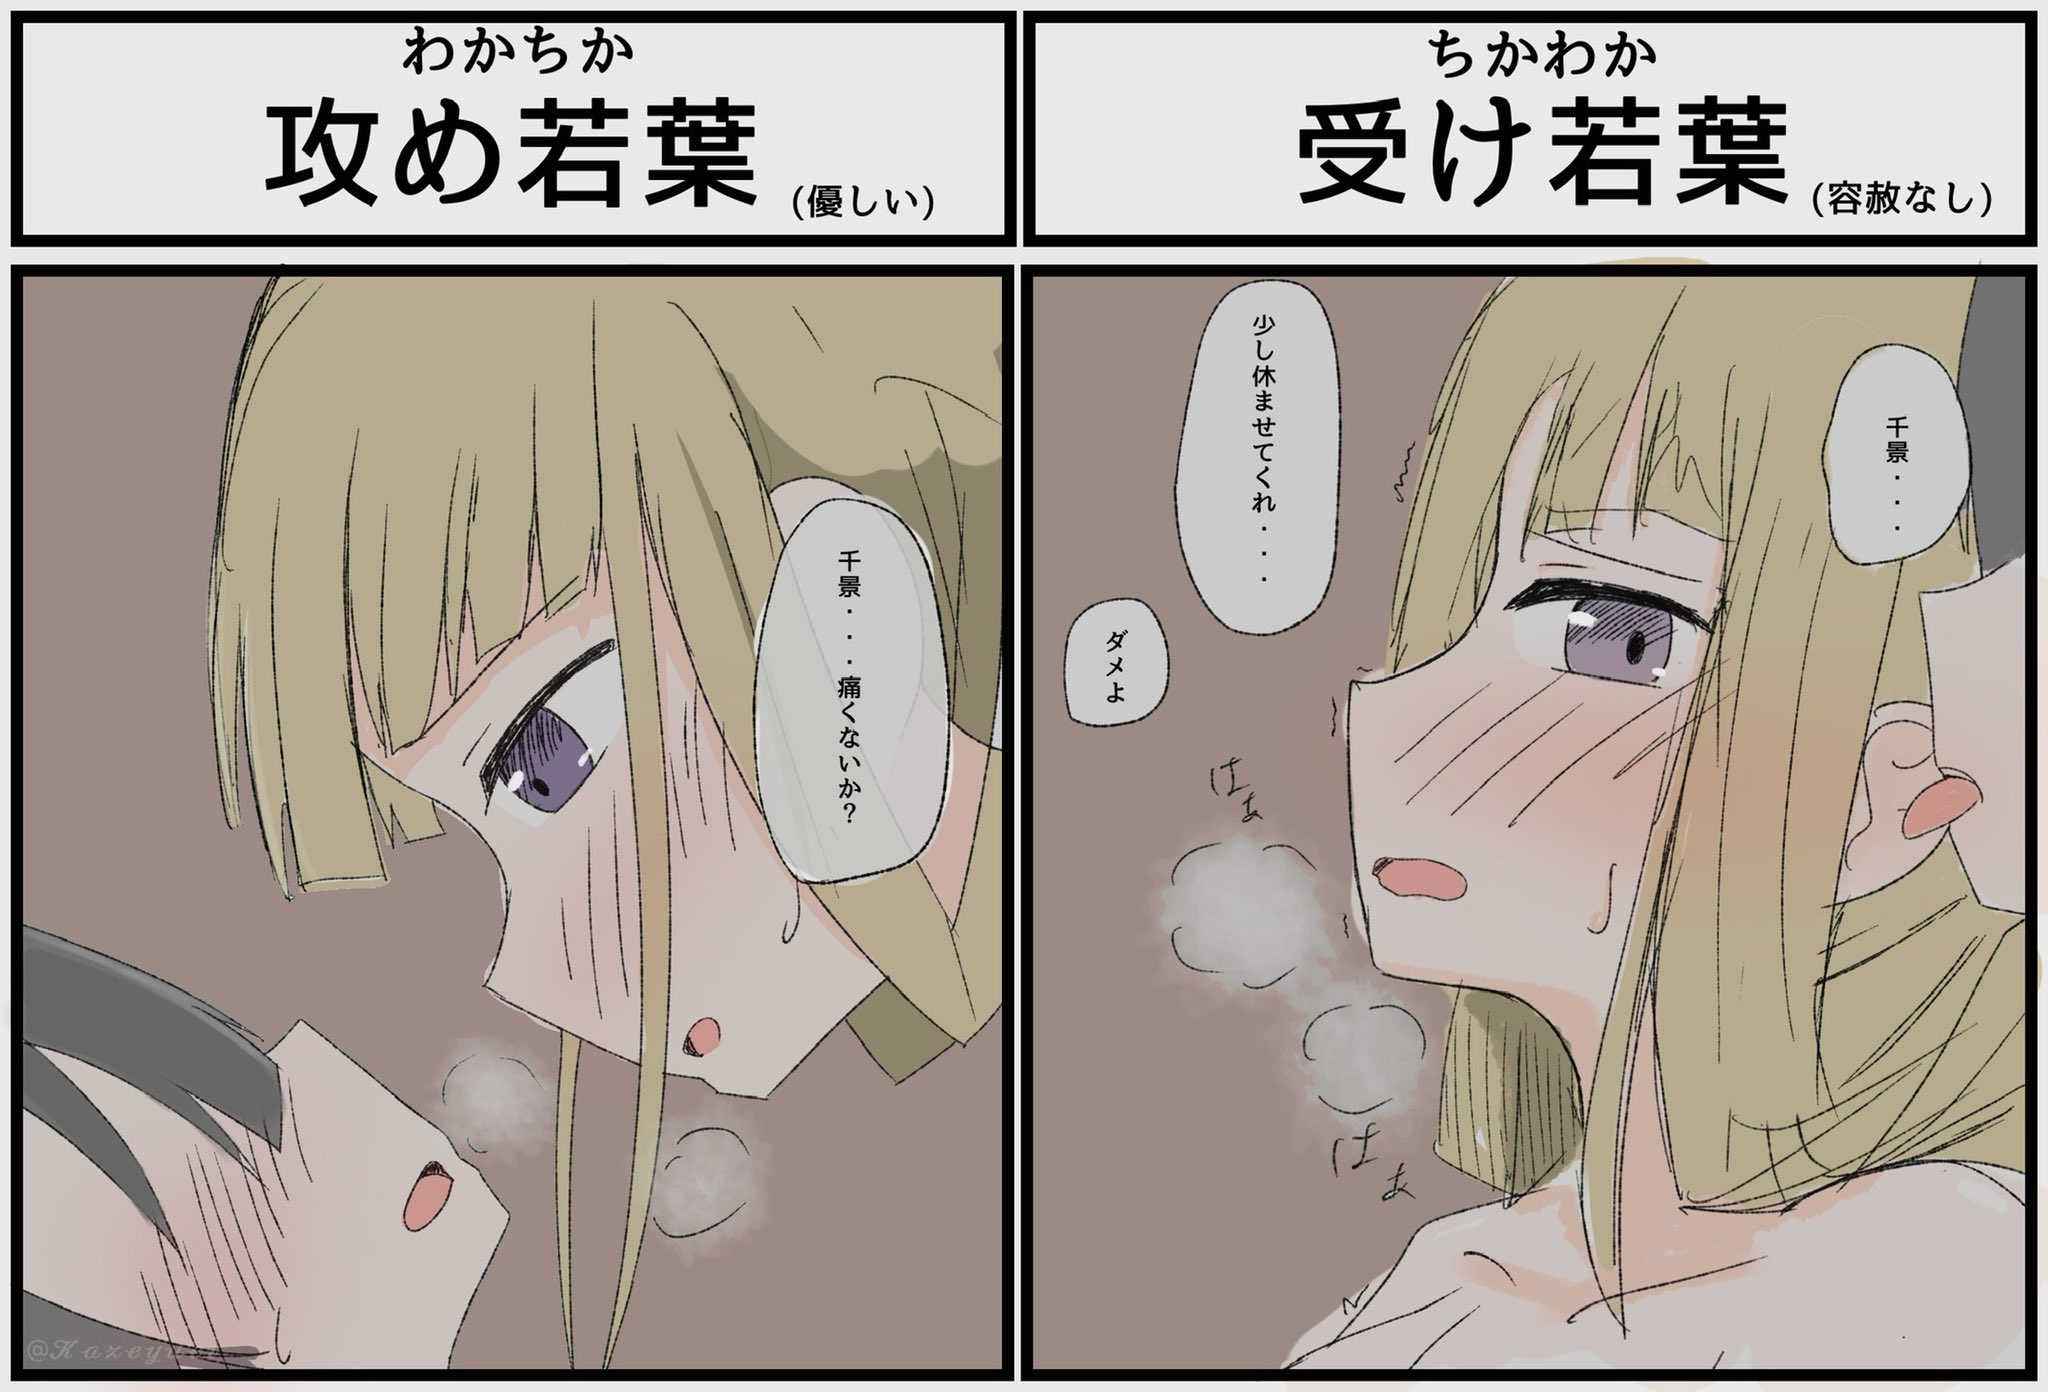 わかちか
攻め若葉(優しい)
千景・・・痛くないか？
ちかわか
受け若葉(容赦なし)
千景・・・
少し休ませてくれ・・・
ダメよ
はぁ
はぁ